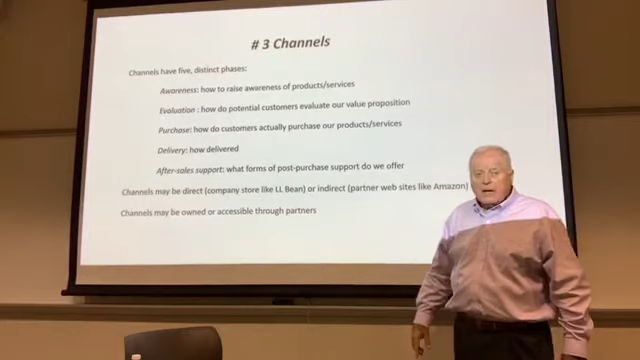 # 3 Channels
Channels have five, distinct phases:
Awareness: how to raise awareness of products/services
Evaluation : how do potential customers evaluate our value proposition
Purchase: how do customers actually purchase our products/services
Delivery: how delivered
After-sales support: what forms of post-purchase support do we offer
Channels may be direct (company store like LL Bean) or indirect (partner web sites like Amazon)
Channels may be owned or accessible through partners